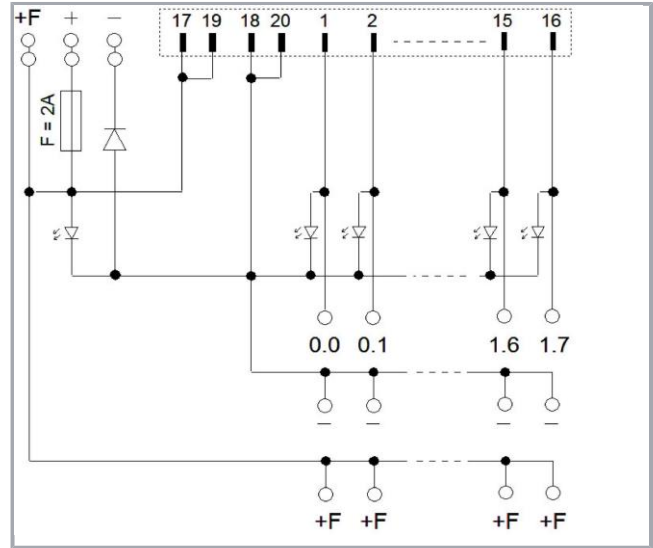 +F + − 17 19 18 20 1 2 15 16
F = 2A
0.0 0.1 1.6 1.7
− − − −
+F +F +F +F